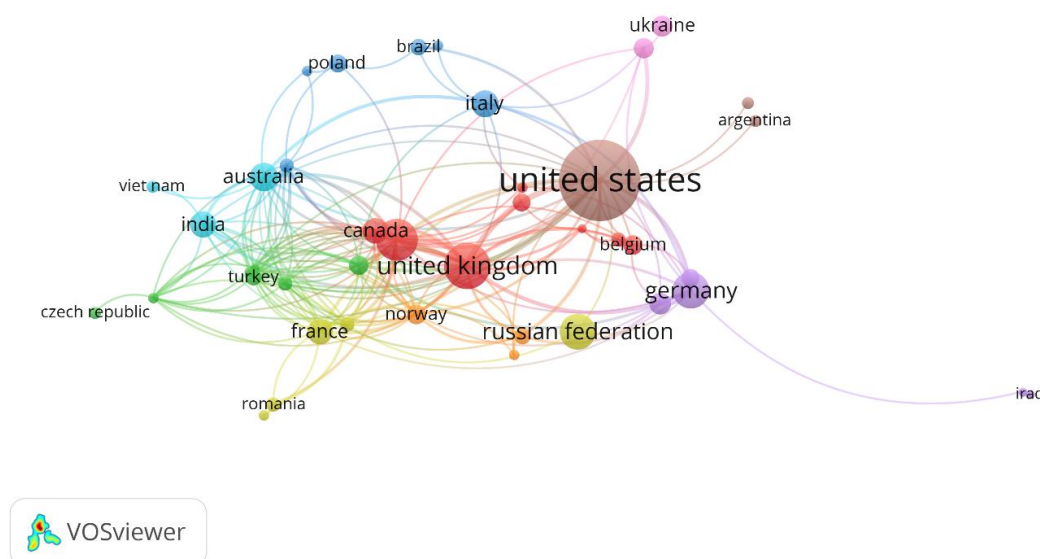 ukraine
brazil
poland
italy
argentina
united states
australia
viet nam
india
canada
belgium
united kingdom
turkey
germany
czech republic
norway
france
russian federation
iraq
romania
VOSviewer